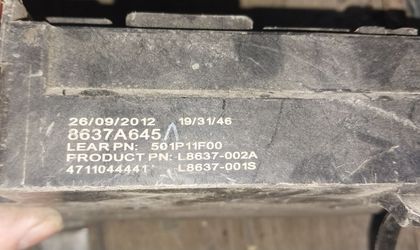 26/09/2012 19/31/46
8637A645
LEAR PN: 501P11F00
PRODUCT PN: L8637-002A
4711044441 L8637-001S